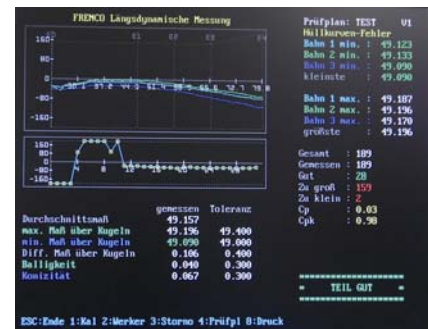 FRENCO Längsdynamische Messung
Prüfplan: TEST V1
Hüllkurven-Fehler
Bahn 1 min. : 49.123
Bahn 2 min. : 49.133
Bahn 3 min. : 49.090
kleinste : 49.090
Bahn 1 max. : 49.187
Bahn 2 max. : 49.196
Bahn 3 max. : 49.170
größte : 49.196
160
80
0
-80
-160
160
80
0
-80
-160
Gesamt : 189
Gemessen : 189
Gut : 28
Zu groß : 159
Zu klein : 2
Cp : 0.03
Cpk : 0.98
gemessen Toleranz
Durchschnittsmaß 49.157
max. Maß über Kugeln 49.196 49.400
min. Maß über Kugeln 49.090 49.000
Diff. Maß über Kugeln 0.106 0.400
Balligkeit 0.040 0.300
Konizität 0.067 0.300
TEIL GUT
ESC:Ende 1:Kal 2:Werker 3:Storno 4:Prüfpl 8:Druck